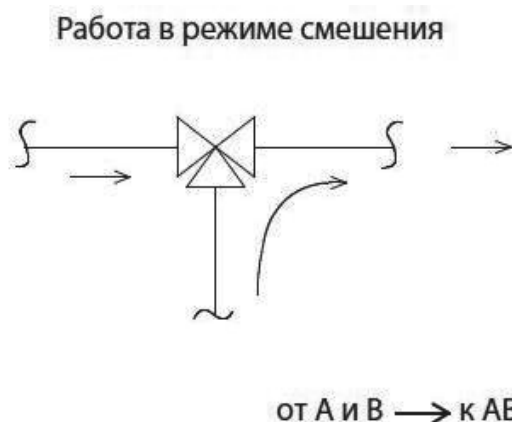 Работа в режиме смешения
от А и В → к АВ